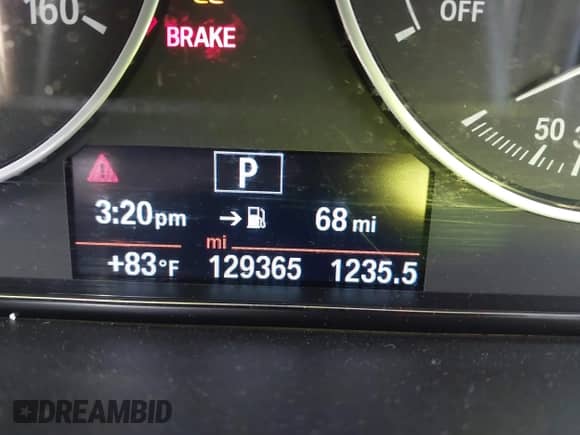 160
OFF
BRAKE
50
P
3:20pm → 68 mi
mi
+83°F 129365 1235.5
DREAMBID